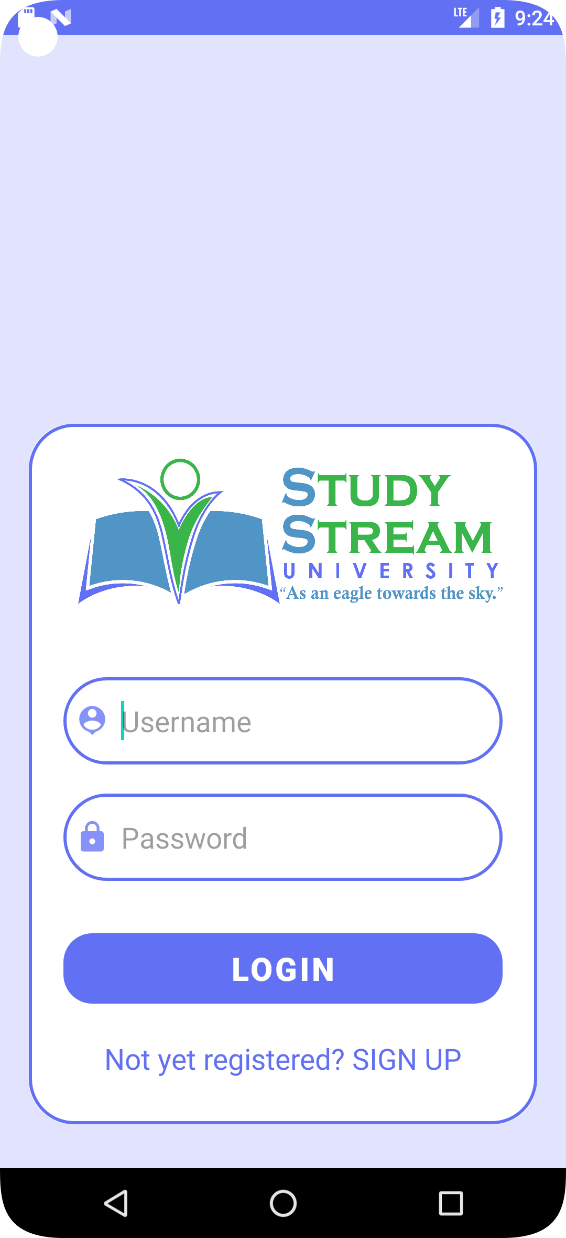 LTE 9:24
STUDY
STREAM
UNIVERSITY
“As an eagle towards the sky.”
Username
Password
LOGIN
Not yet registered? SIGN UP